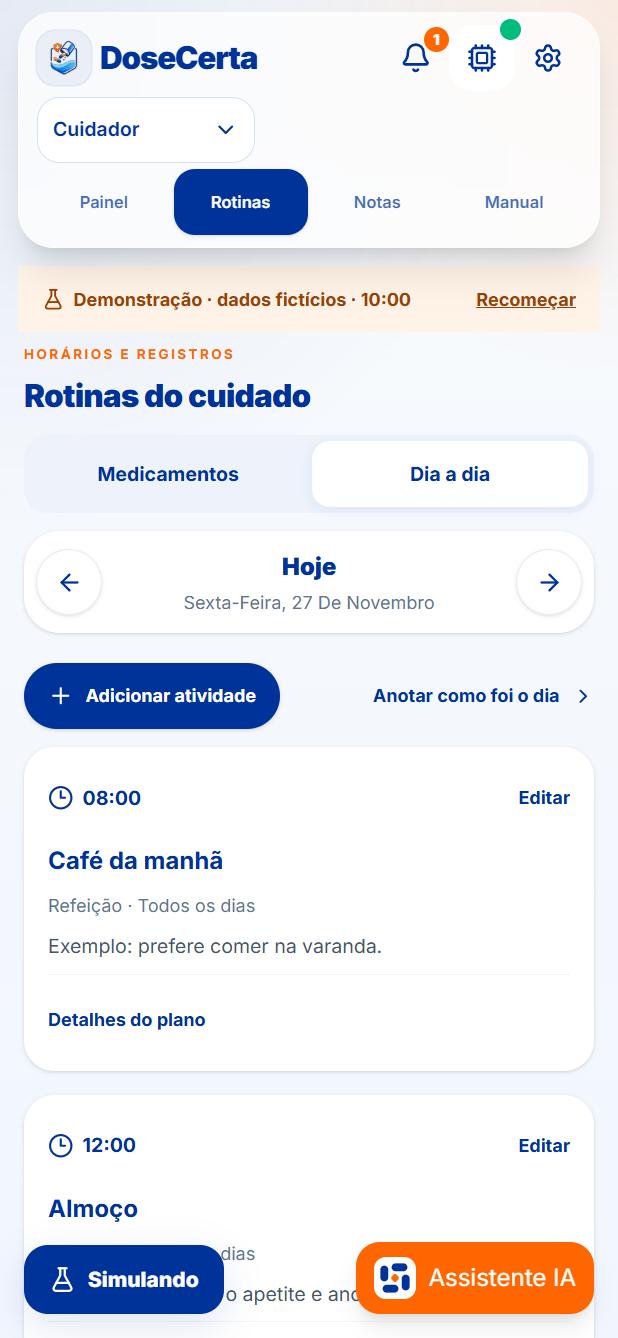 DoseCerta
1
Cuidador
Painel
Rotinas
Notas
Manual
Demonstração · dados fictícios · 10:00
Recomeçar
HORÁRIOS E REGISTROS
Rotinas do cuidado
Medicamentos
Dia a dia
Hoje
Sexta-Feira, 27 De Novembro
Adicionar atividade
Anotar como foi o dia
08:00
Editar
Café da manhã
Refeição · Todos os dias
Exemplo: prefere comer na varanda.
Detalhes do plano
12:00
Editar
Almoço
dias
o apetite e
Simulando
Assistente IA